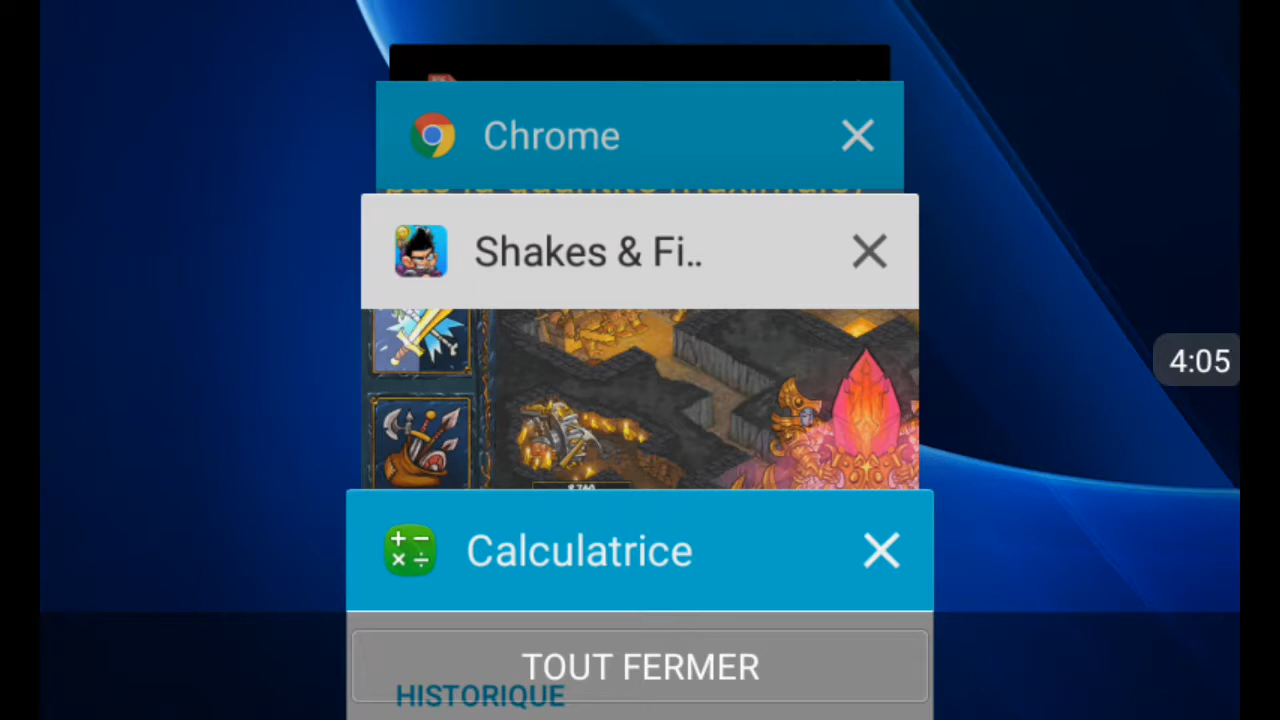 Chrome
Shakes & Fi..
4:05
Calculatrice
TOUT FERMER
HISTORIQUE